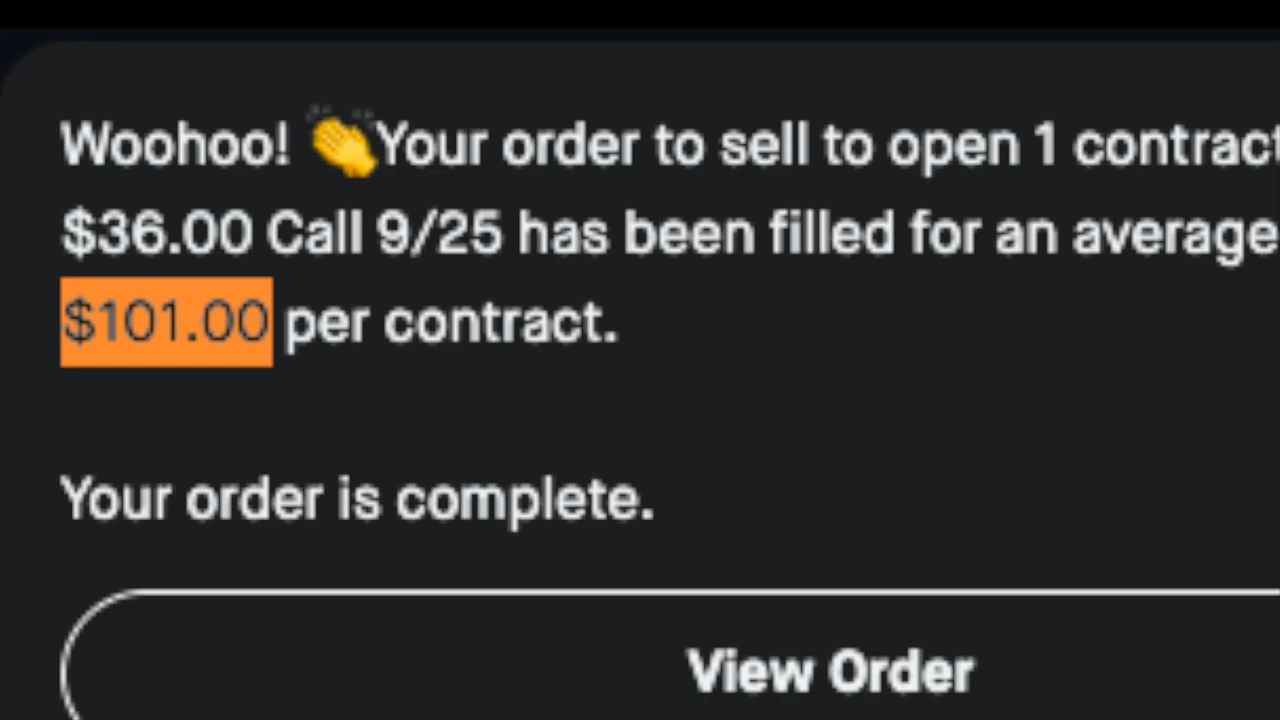 Woohoo! 👏Your order to sell to open 1 contract
$36.00 Call 9/25 has been filled for an average
$101.00 per contract.
Your order is complete.
View Order